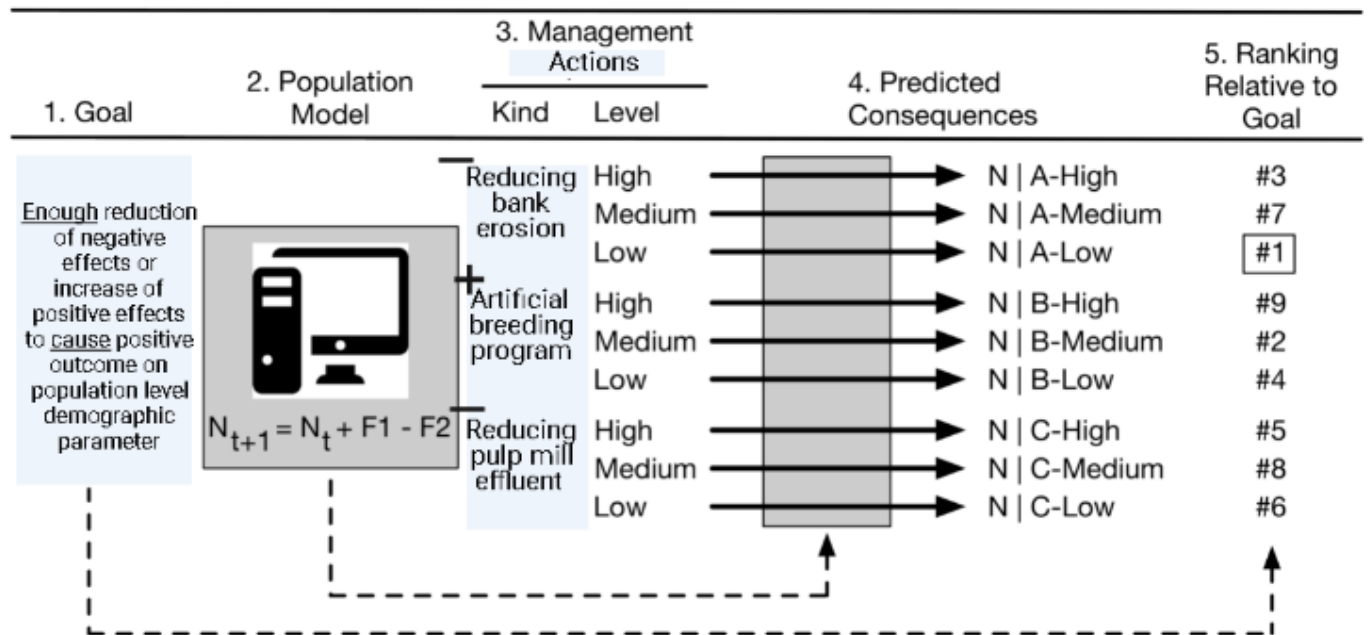 1. Goal
2. Population
Model
3. Management
Actions
Kind Level
4. Predicted
Consequences
5. Ranking
Relative to
Goal
Enough reduction
of negative
effects or
increase of
positive effects
to cause positive
outcome on
population level
demographic
parameter
N t+1 = N t + F1 - F2
−
Reducing
bank
erosion
High N | A-High #3
Medium N | A-Medium #7
Low N | A-Low #1
+
Artificial
breeding
program
High N | B-High #9
Medium N | B-Medium #2
Low N | B-Low #4
−
Reducing
pulp mill
effluent
High N | C-High #5
Medium N | C-Medium #8
Low N | C-Low #6